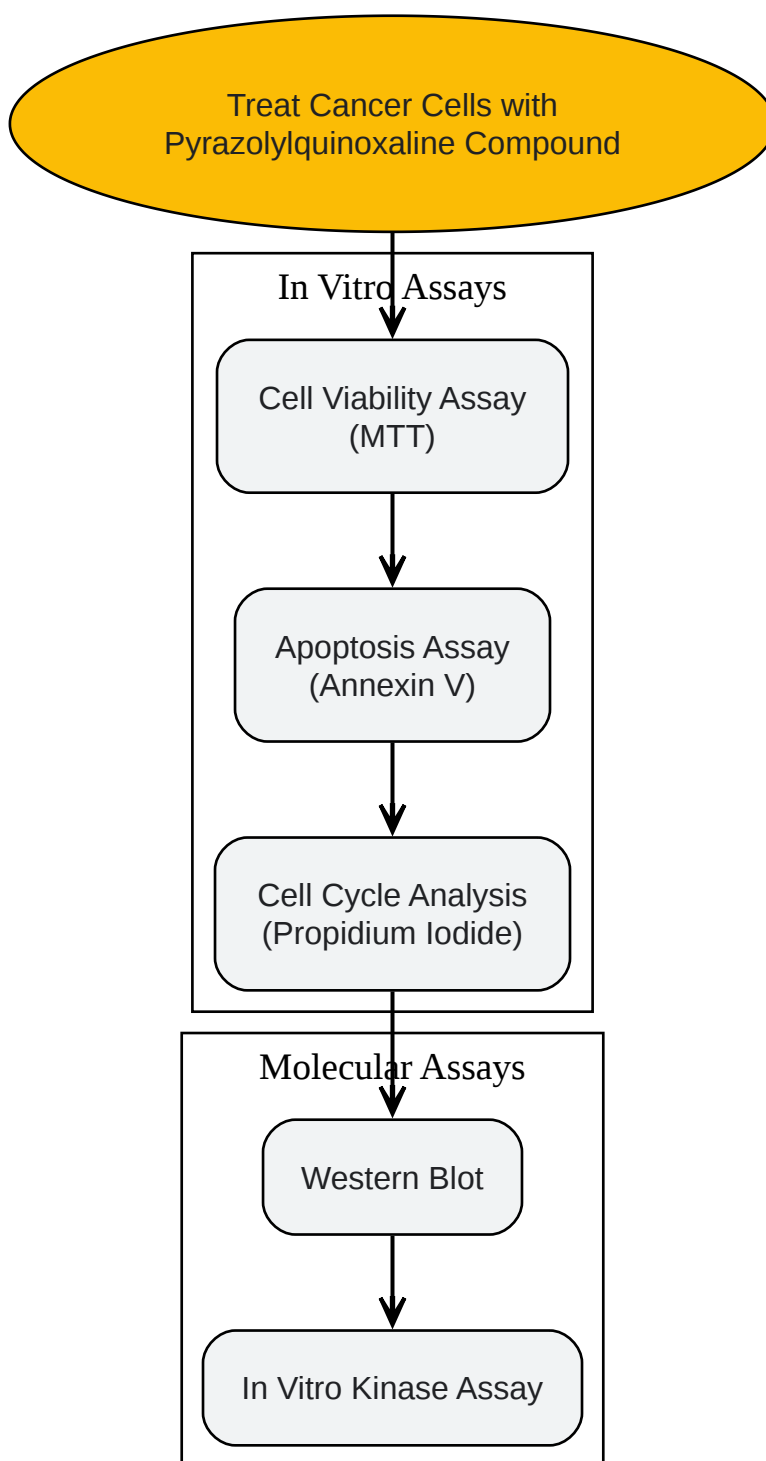 Treat Cancer Cells with
Pyrazolylquinoxaline Compound
In Vitro Assays
Cell Viability Assay
(MTT)
Apoptosis Assay
(Annexin V)
Cell Cycle Analysis
(Propidium Iodide)
Molecular Assays
Western Blot
In Vitro Kinase Assay